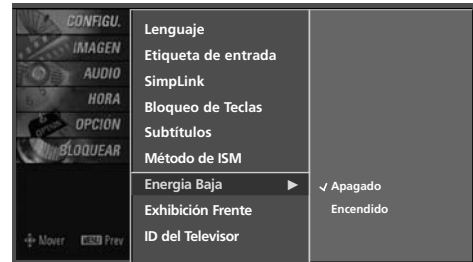 CONFIGU.
IMAGEN
AUDIO
HORA
OPCION
BLOQUEAR
Mover MENU Prev
Lenguaje
Etiqueta de entrada
SimpLink
Bloqueo de Teclas
Subtítulos
Método de ISM
Energia Baja ▶
Exhibición Frente
ID del Televisor
✓ Apagado
Encendido